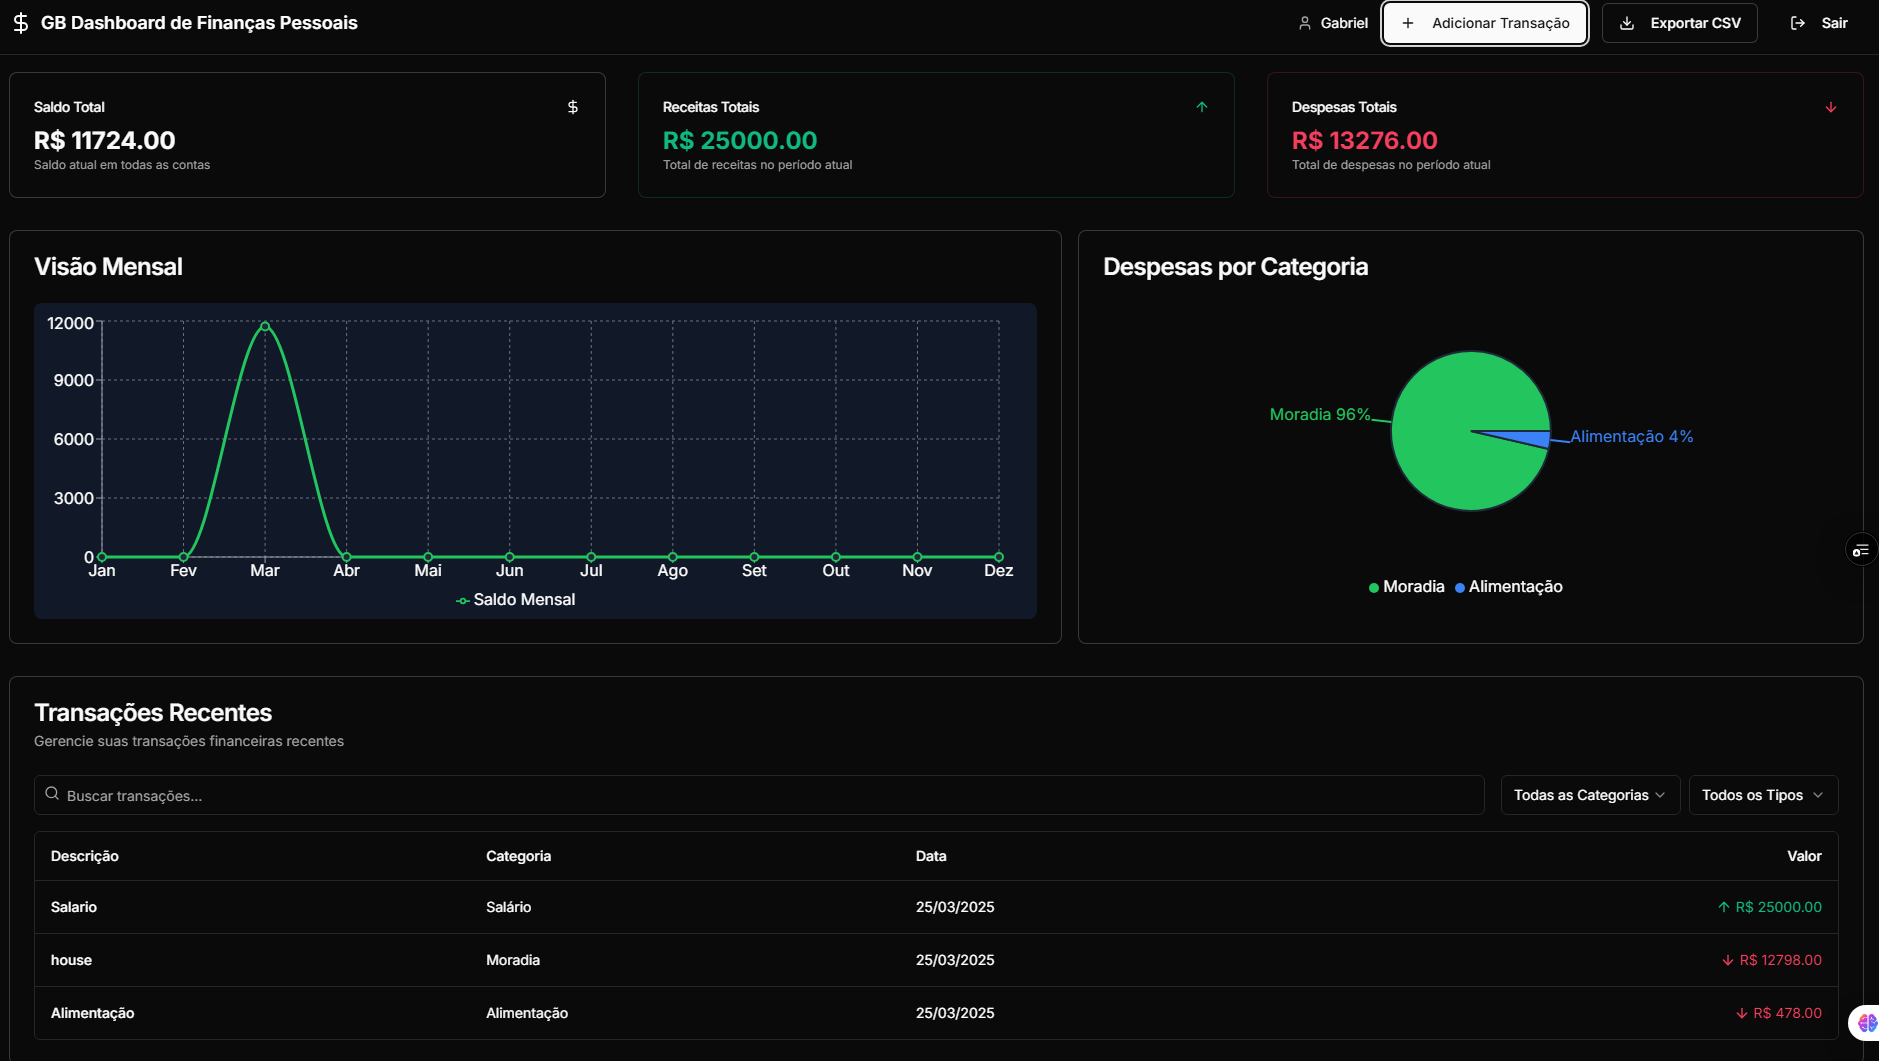 GB Dashboard de Finanças Pessoais
Gabriel
Adicionar Transação
Exportar CSV
Sair
Saldo Total
R$ 11724.00
Saldo atual em todas as contas
Receitas Totais
R$ 25000.00
Total de receitas no período atual
Despesas Totais
R$ 13276.00
Total de despesas no período atual
Visão Mensal
12000
9000
6000
3000
0
Jan Fev Mar Abr Mai Jun Jul Ago Set Out Nov Dez
Saldo Mensal
Despesas por Categoria
Moradia 96%
Alimentação 4%
Moradia Alimentação
Transações Recentes
Gerencie suas transações financeiras recentes
Buscar transações...
Todas as Categorias
Todos os Tipos
Descrição Categoria Data Valor
Salario Salário 25/03/2025 R$ 25000.00
house Moradia 25/03/2025 R$ 12798.00
Alimentação Alimentação 25/03/2025 R$ 478.00